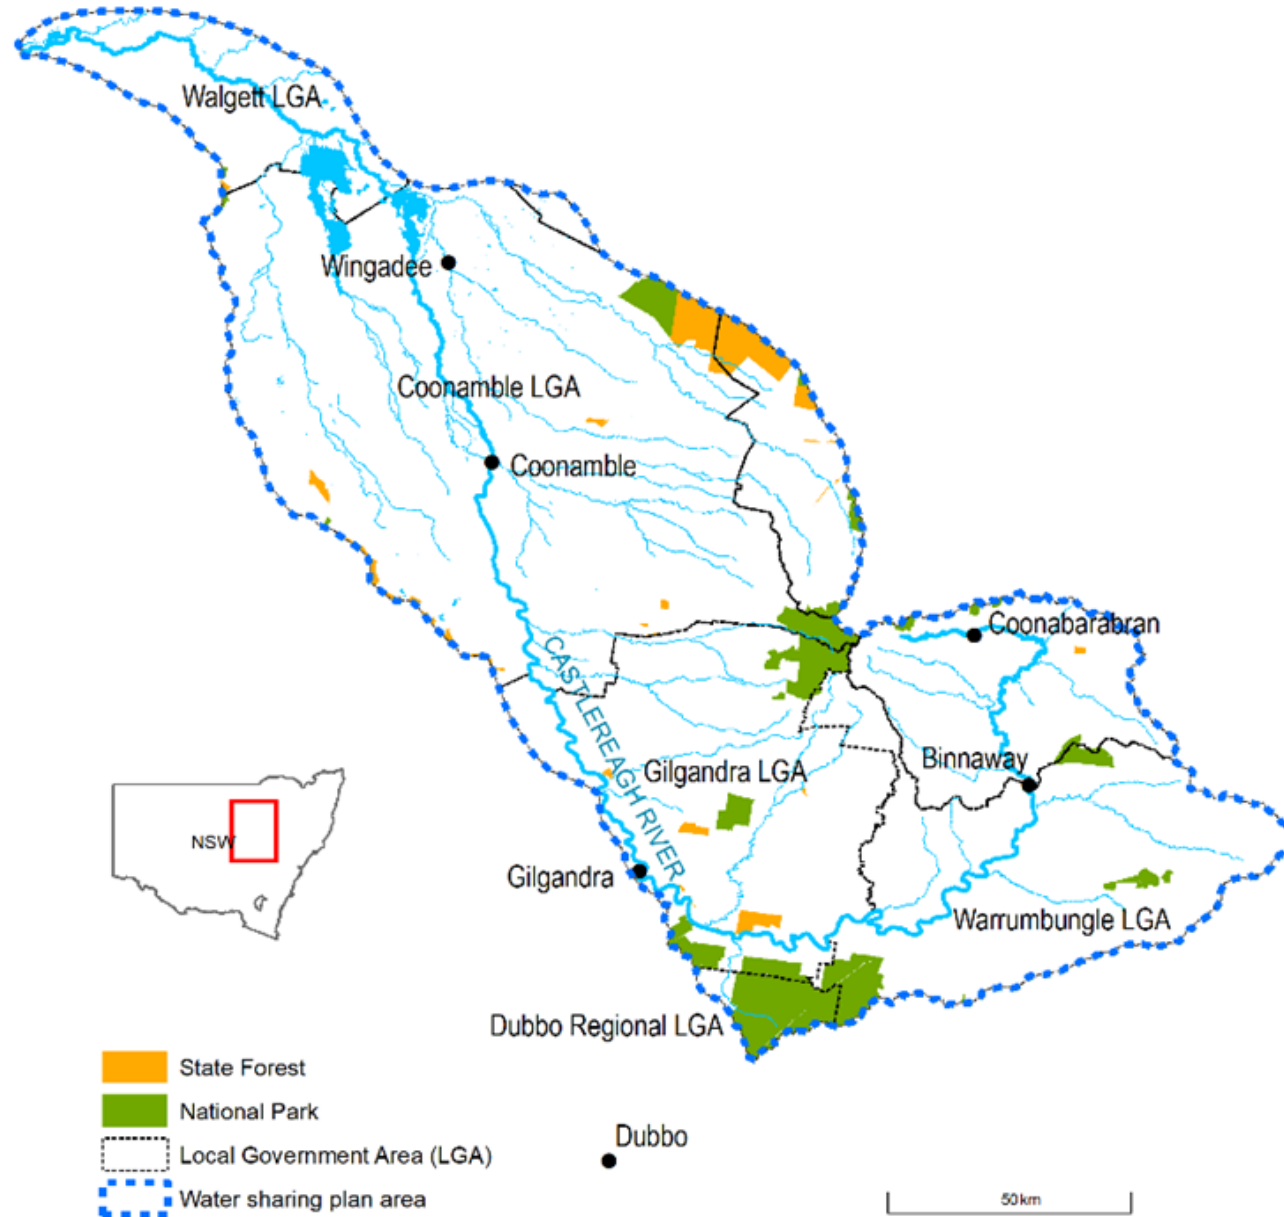 Walgett LGA
Wingadee
Coonamble LGA
Coonamble
Coonabarabran
CASTLEREAGH RIVER
Binnaway
Gilgandra LGA
NSW
Gilgandra
Warrumbungle LGA
Dubbo Regional LGA
State Forest
National Park
Local Government Area (LGA)
Water sharing plan area
Dubbo
50 km